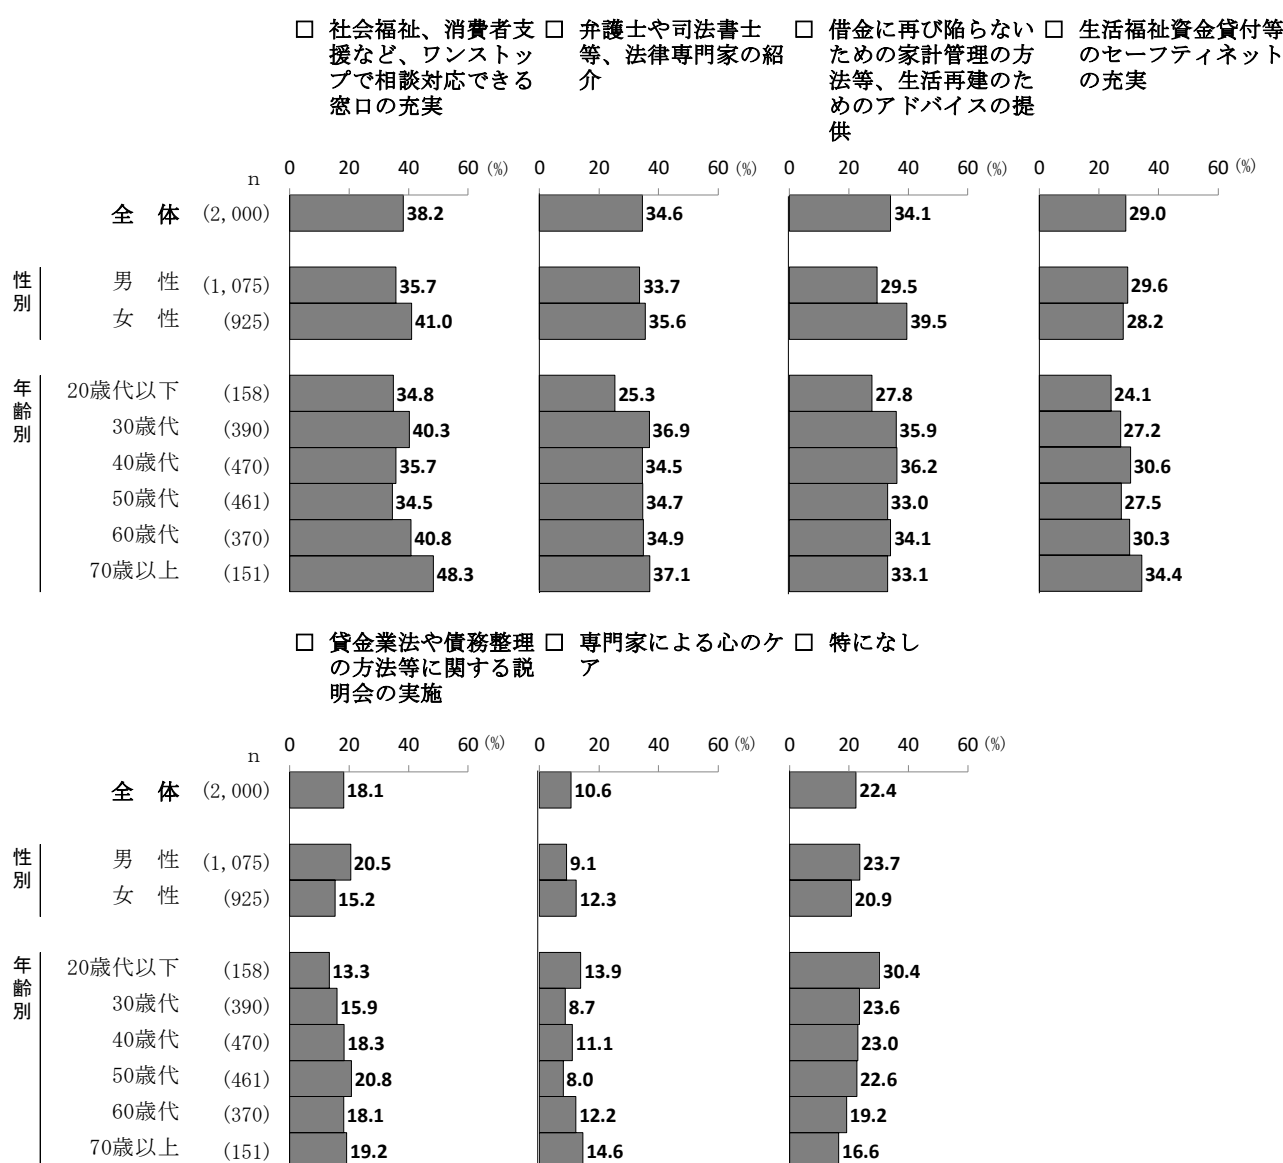 □ 社会福祉、消費者支援など、ワンストップで相談対応できる窓口の充実
□ 弁護士や司法書士等、法律専門家の紹介
□ 借金に再び陥らないための家計管理の方法等、生活再建のためのアドバイスの提供
□ 生活福祉資金貸付等のセーフティネットの充実
n 0 20 40 60 (%) 0 20 40 60 (%) 0 20 40 60 (%) 0 20 40 60 (%)
全 体 (2,000) 38.2 34.6 34.1 29.0
性別
男 性 (1,075) 35.7 33.7 29.5 29.6
女 性 (925) 41.0 35.6 39.5 28.2
年齢別
20歳代以下 (158) 34.8 25.3 27.8 24.1
30歳代 (390) 40.3 36.9 35.9 27.2
40歳代 (470) 35.7 34.5 36.2 30.6
50歳代 (461) 34.5 34.7 33.0 27.5
60歳代 (370) 40.8 34.9 34.1 30.3
70歳以上 (151) 48.3 37.1 33.1 34.4
□ 貸金業法や債務整理の方法等に関する説明会の実施
□ 専門家による心のケア
□ 特になし
n 0 20 40 60 (%) 0 20 40 60 (%) 0 20 40 60 (%)
全 体 (2,000) 18.1 10.6 22.4
性別
男 性 (1,075) 20.5 9.1 23.7
女 性 (925) 15.2 12.3 20.9
年齢別
20歳代以下 (158) 13.3 13.9 30.4
30歳代 (390) 15.9 8.7 23.6
40歳代 (470) 18.3 11.1 23.0
50歳代 (461) 20.8 8.0 22.6
60歳代 (370) 18.1 12.2 19.2
70歳以上 (151) 19.2 14.6 16.6